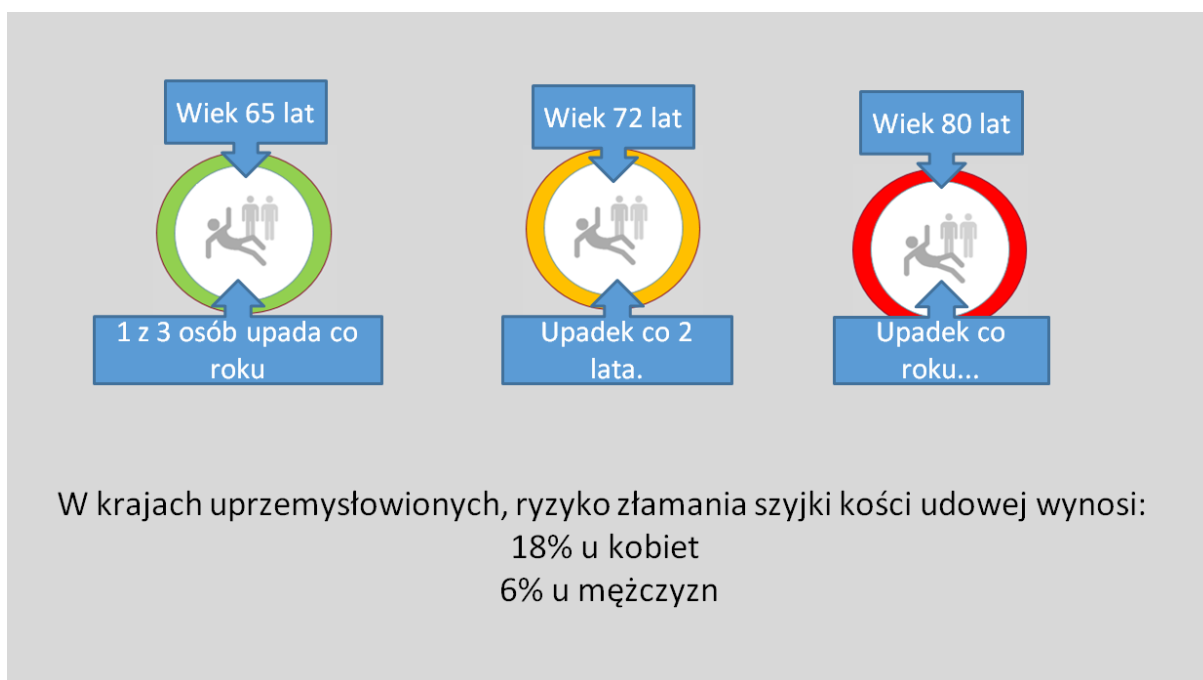 Wiek 65 lat
Wiek 72 lat
Wiek 80 lat
1 z 3 osób upada co
roku
Upadek co 2
lata.
Upadek co
roku...
W krajach uprzemysłowionych, ryzyko złamania szyjki kości udowej wynosi:
18% u kobiet
6% u mężczyzn